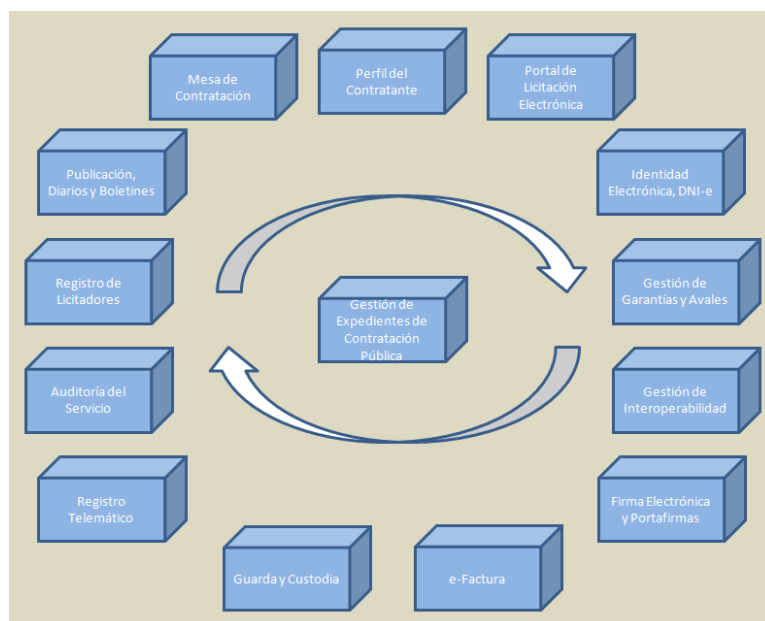 Mesa de
Contratación
Perfil del
Contratante
Portal de
Licitación
Electrónica
Publicación,
Diarios y Boletines
Identidad
Electrónica, DNI-e
Registro de
Licitadores
Gestión de
Expedientes de
Contratación
Pública
Gestión de
Garantías y Avales
Auditoría del
Servicio
Gestión de
Interoperabilidad
Registro
Telemático
Firma Electrónica
y Portafirmas
Guarda y Custodia
e-Factura